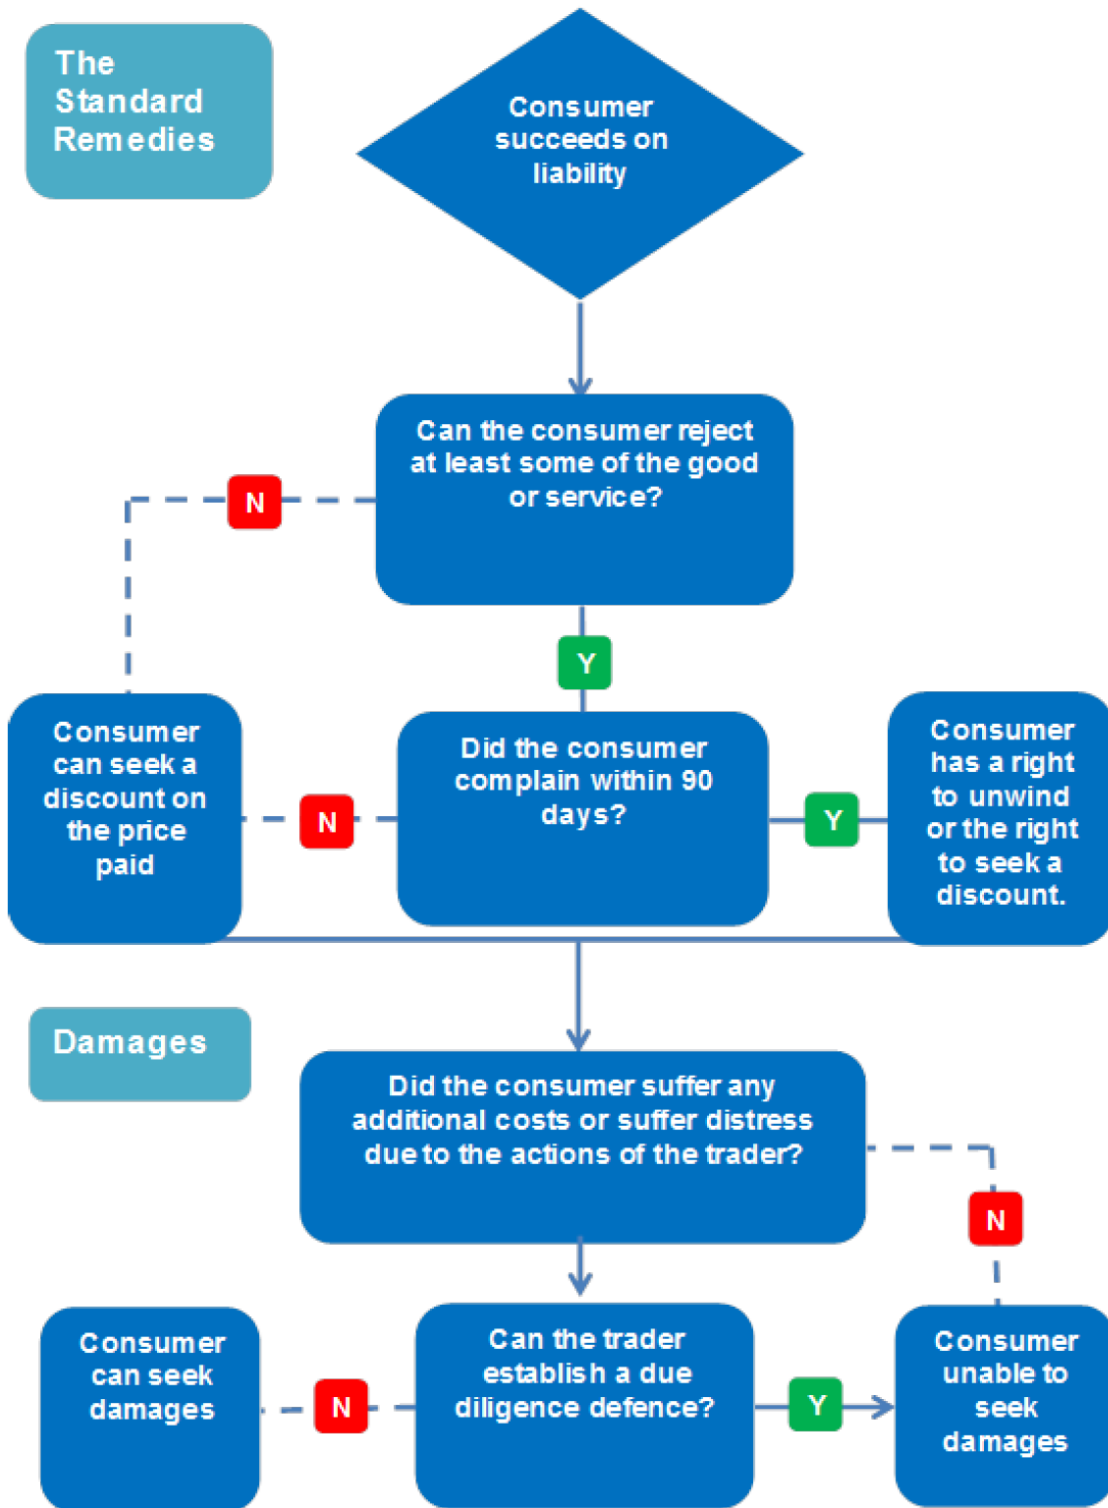 The
Standard
Remedies
Consumer
succeeds on
liability
Can the consumer reject
at least some of the good
or service?
N
Y
Consumer
can seek a
discount on
the price
paid
N
Did the consumer
complain within 90
days?
Y
Consumer
has a right
to unwind
or the right
to seek a
discount.
Damages
Did the consumer suffer any
additional costs or suffer distress
due to the actions of the trader?
N
Consumer
can seek
damages
N
Can the trader
establish a due
diligence defence?
Y
Consumer
unable to
seek
damages